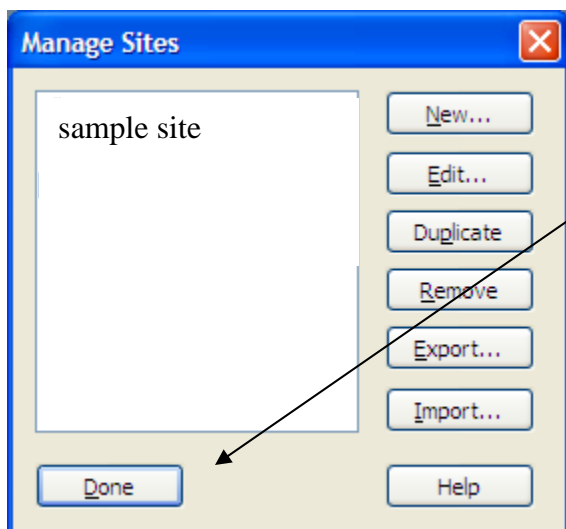 Manage Sites
sample site
New...
Edit...
Duplicate
Remove
Export...
Import...
Done
Help